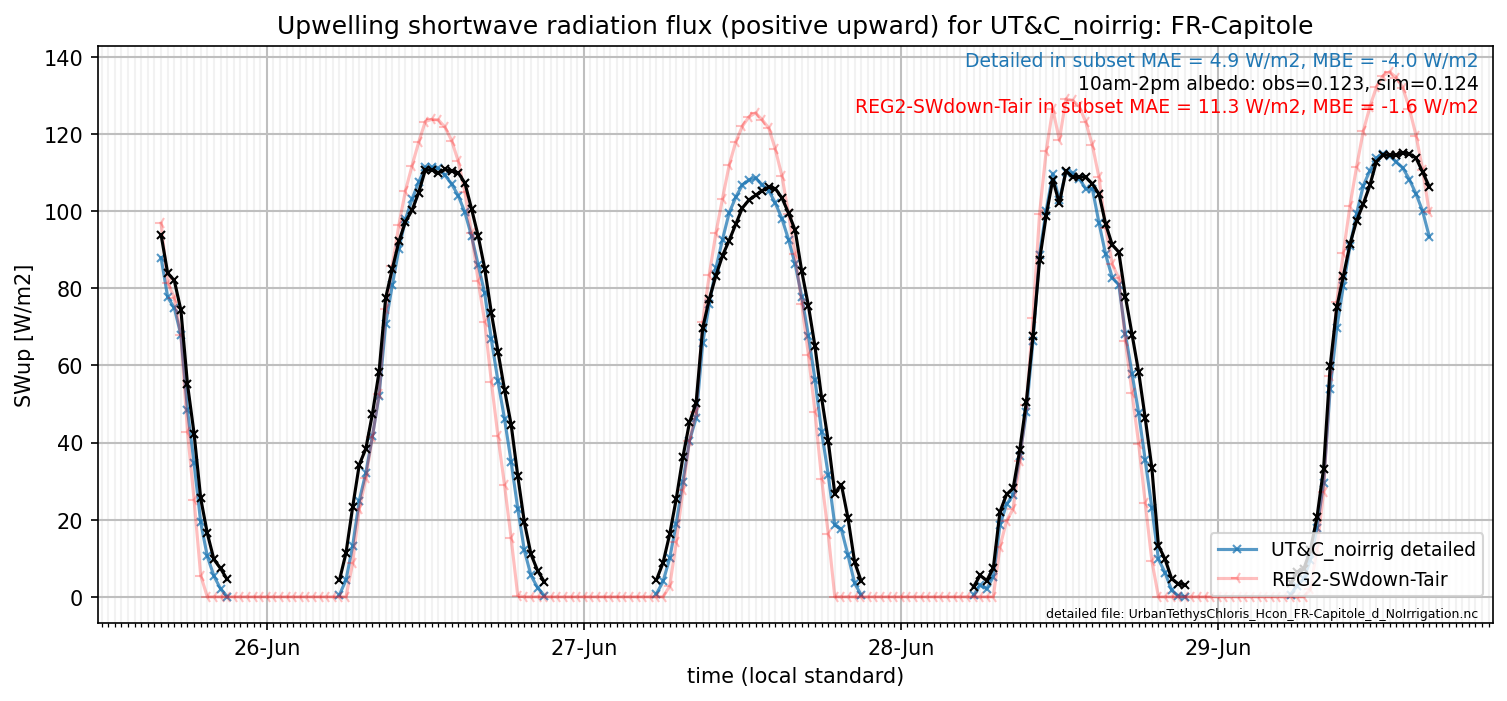 Upwelling shortwave radiation flux (positive upward) for UT&C_noirrig: FR-Capitole
Detailed in subset MAE = 4.9 W/m2, MBE = -4.0 W/m2
10am-2pm albedo: obs=0.123, sim=0.124
REG2-SWdown-Tair in subset MAE = 11.3 W/m2, MBE = -1.6 W/m2
140
120
100
80
60
40
20
0
SWup [W/m2]
UT&C_noirrig detailed
REG2-SWdown-Tair
detailed file: UrbanTethysChloris_Hcon_FR-Capitole_d_NoIrrigation.nc
26-Jun
27-Jun
28-Jun
29-Jun
time (local standard)